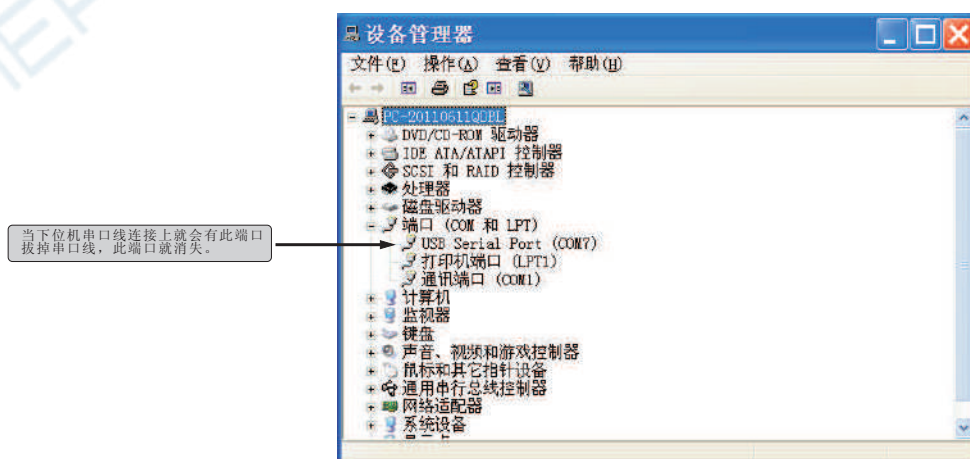 设备管理器
文件(F) 操作(A) 查看(V) 帮助(H)
PC-20110611QUBL
DVD/CD-ROM 驱动器
IDE ATA/ATAPI 控制器
SCSI 和 RAID 控制器
处理器
磁盘驱动器
端口 (COM 和 LPT)
当下位机串口线连接上就会有此端口
拔掉串口线，此端口就消失。
USB Serial Port (COM7)
打印机端口 (LPT1)
通讯端口 (COM1)
计算机
监视器
键盘
声音、视频和游戏控制器
鼠标和其它指针设备
通用串行总线控制器
网络适配器
系统设备